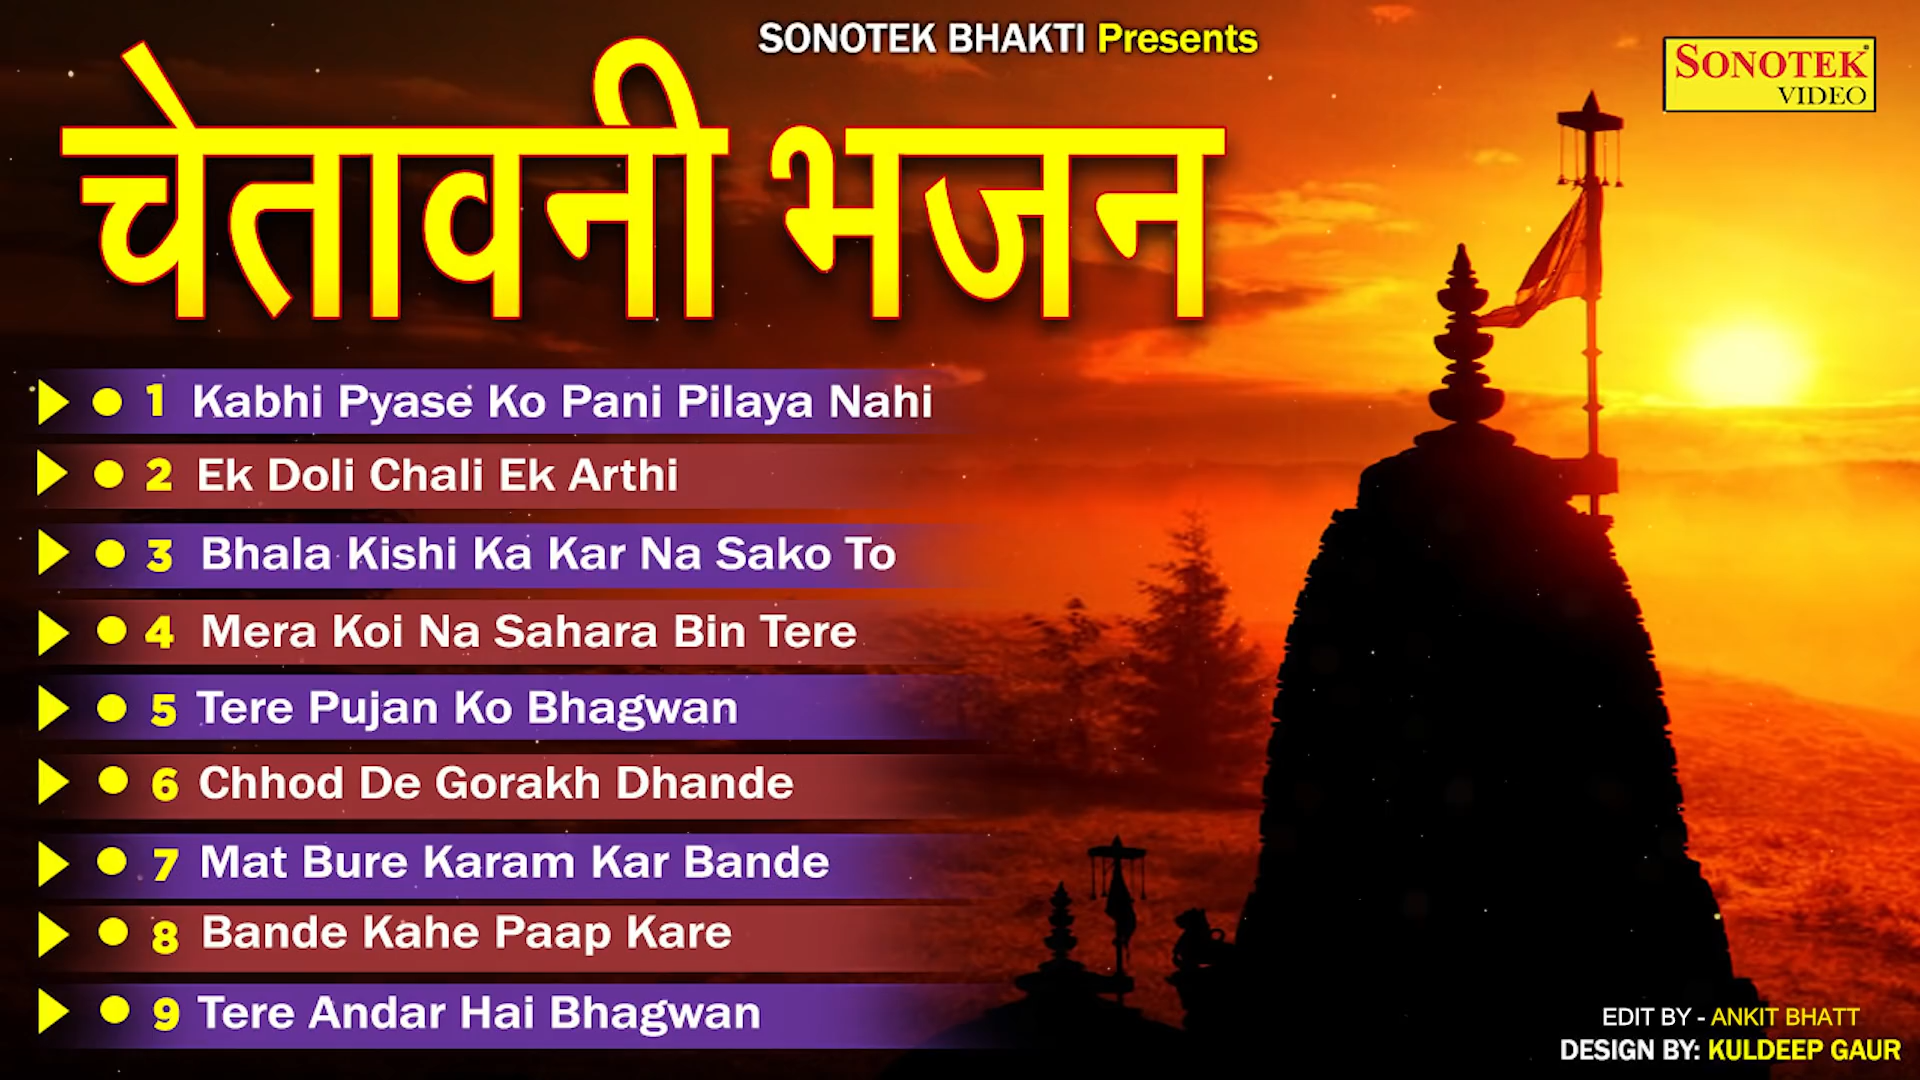 SONOTEK BHAKTI Presents
SONOTEK
VIDEO
चेतावनी भजन
1 Kabhi Pyase Ko Pani Pilaya Nahi
2 Ek Doli Chali Ek Arthi
3 Bhala Kishi Ka Kar Na Sako To
4 Mera Koi Na Sahara Bin Tere
5 Tere Pujan Ko Bhagwan
6 Chhod De Gorakh Dhande
7 Mat Bure Karam Kar Bande
8 Bande Kahe Paap Kare
9 Tere Andar Hai Bhagwan
EDIT BY - ANKIT BHATT
DESIGN BY: KULDEEP GAUR